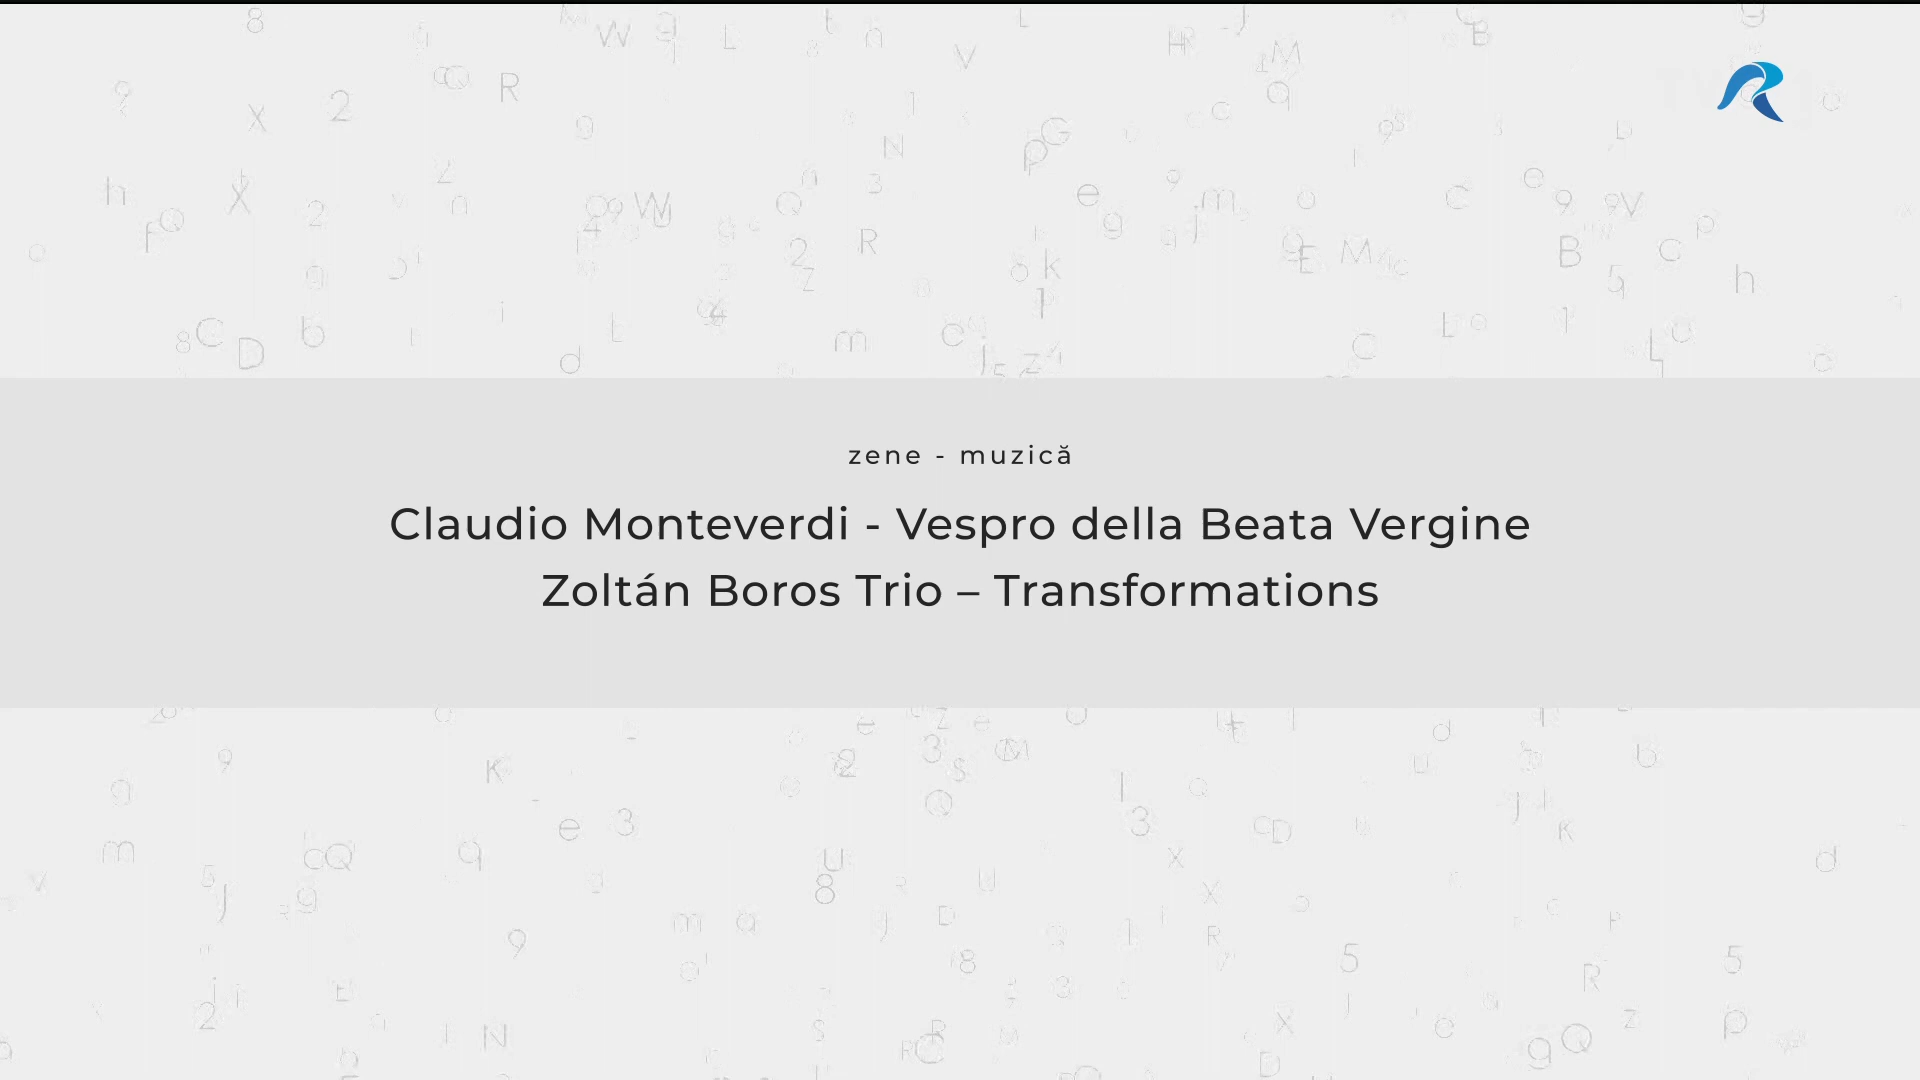 zene - muzică
Claudio Monteverdi - Vespro della Beata Vergine
Zoltán Boros Trio – Transformations